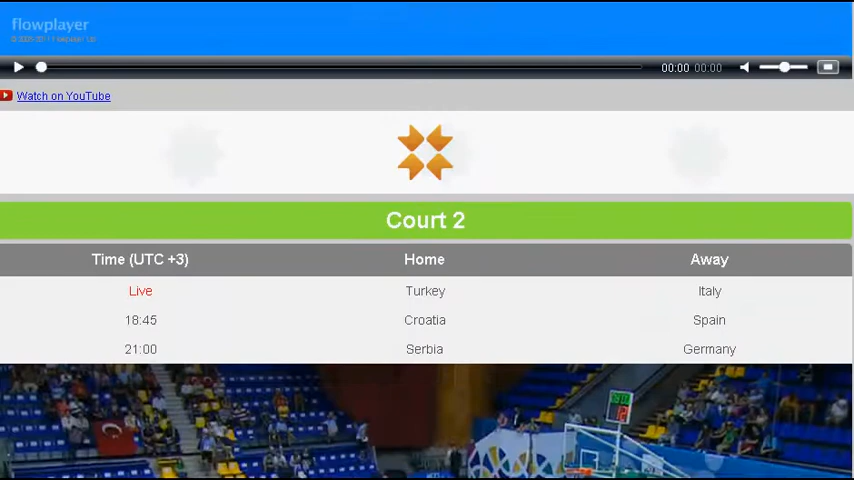 flowplayer
00:00 00:00
Watch on YouTube
Court 2
Time (UTC +3) Home Away
Live Turkey Italy
18:45 Croatia Spain
21:00 Serbia Germany